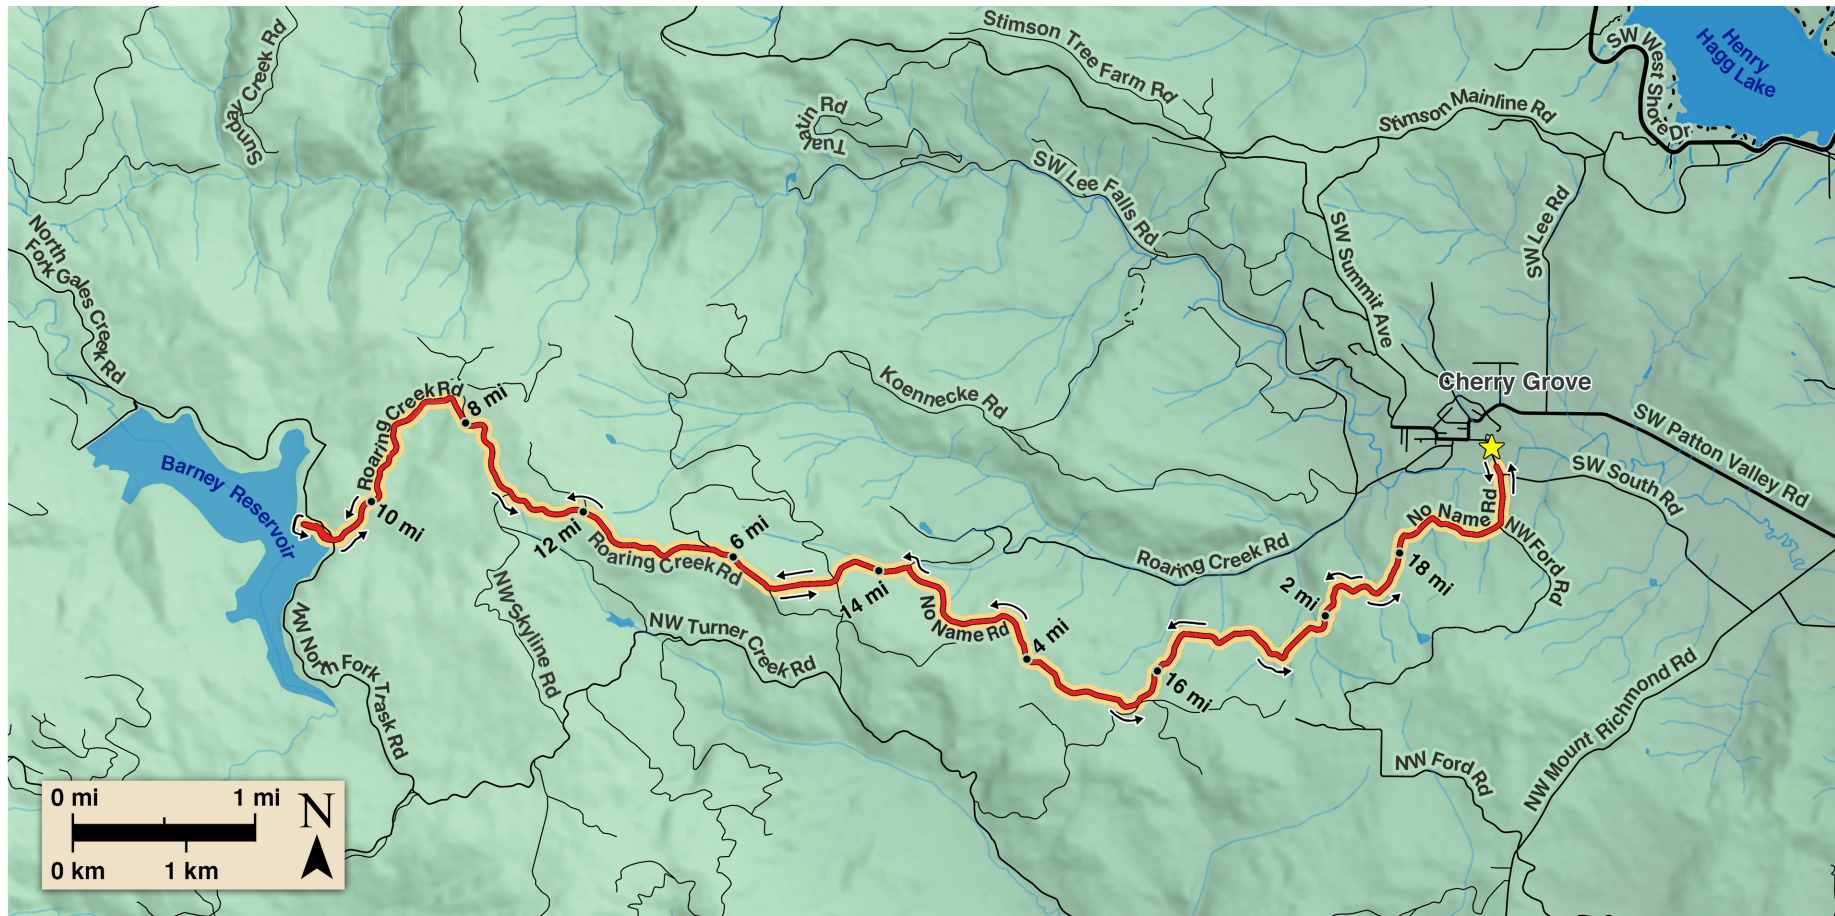 Stimson Tree Farm Rd
SW West Shore Dr
Henry
Hagg Lake
Sunday Creek Rd
Tualatin Rd
Stimson Mainline Rd
SW Lee Falls Rd
SW Lee Rd
SW Summit Ave
North
Fork Gales Creek Rd
Koennecke Rd
Cherry Grove
SW Patton Valley Rd
Roaring Creek Rd
8 mi
Barney Reservoir
10 mi
12 mi
Roaring Creek Rd
6 mi
14 mi
Roaring Creek Rd
SW South Rd
No Name Rd
NW Ford Rd
18 mi
2 mi
No Name Rd
4 mi
16 mi
NW Skyline Rd
NW Turner Creek Rd
NW North Fork Trask Rd
NW Ford Rd
NW Mount Richmond Rd
0 mi
1 mi
N
0 km
1 km